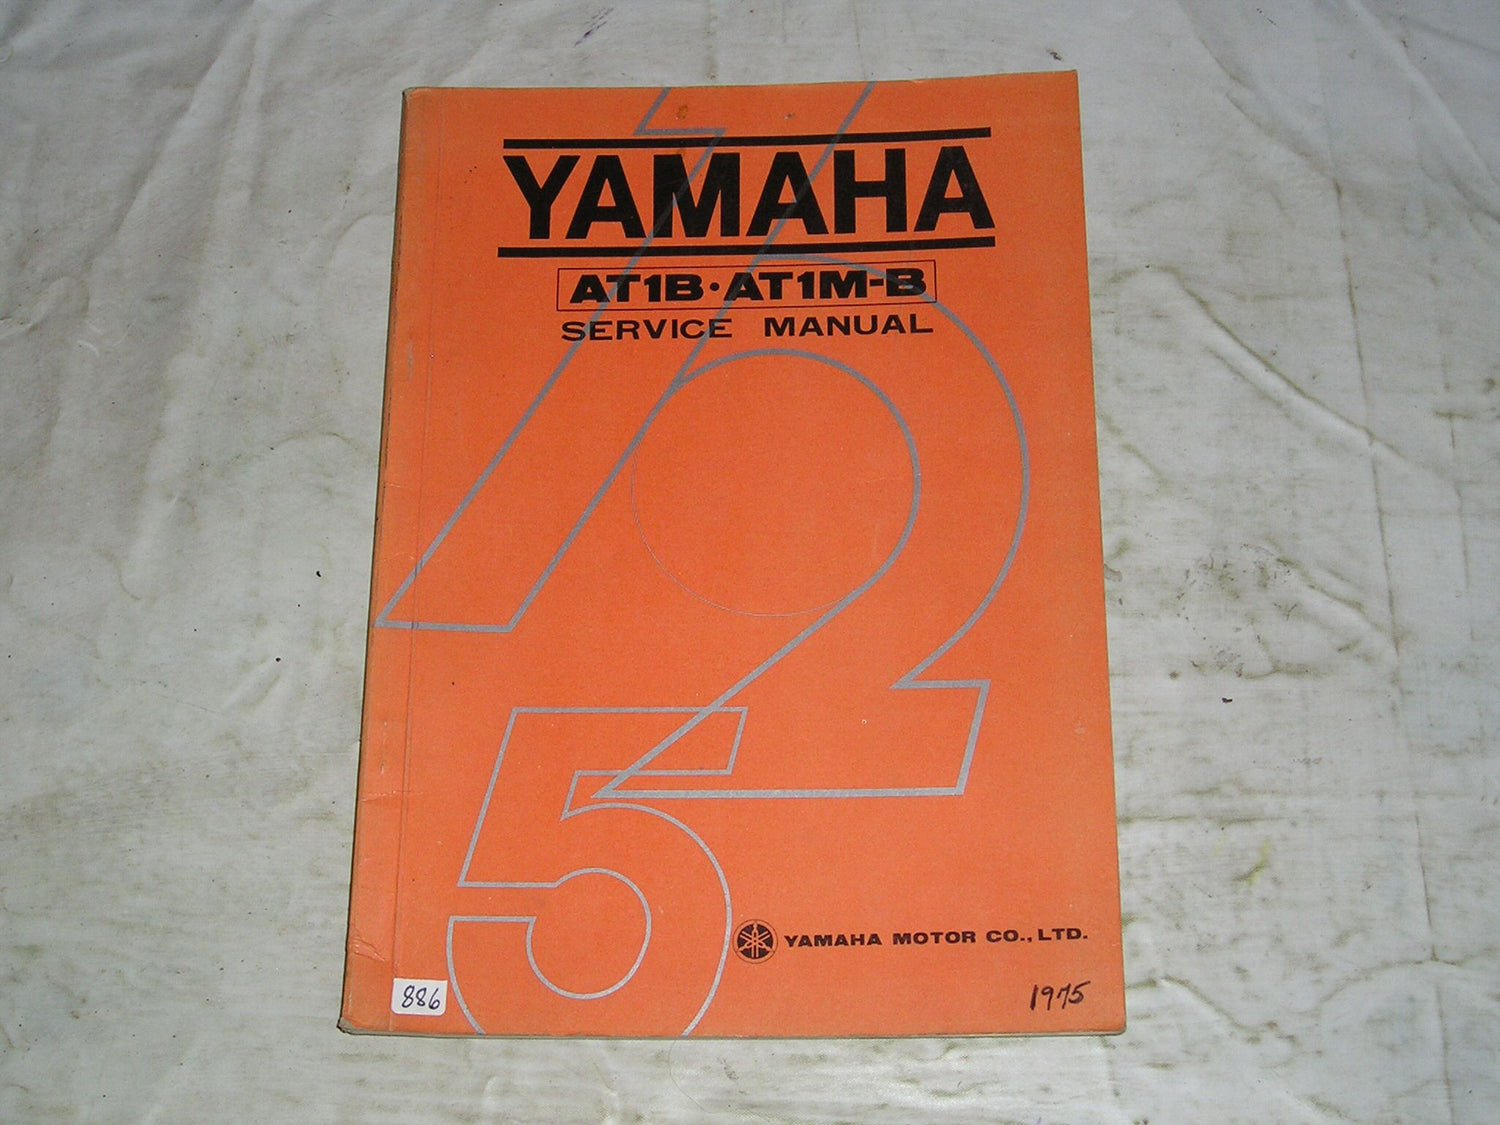 YAMAHA
AT1B·AT1M-B
SERVICE MANUAL
125
YAMAHA MOTOR CO., LTD.
886
1975